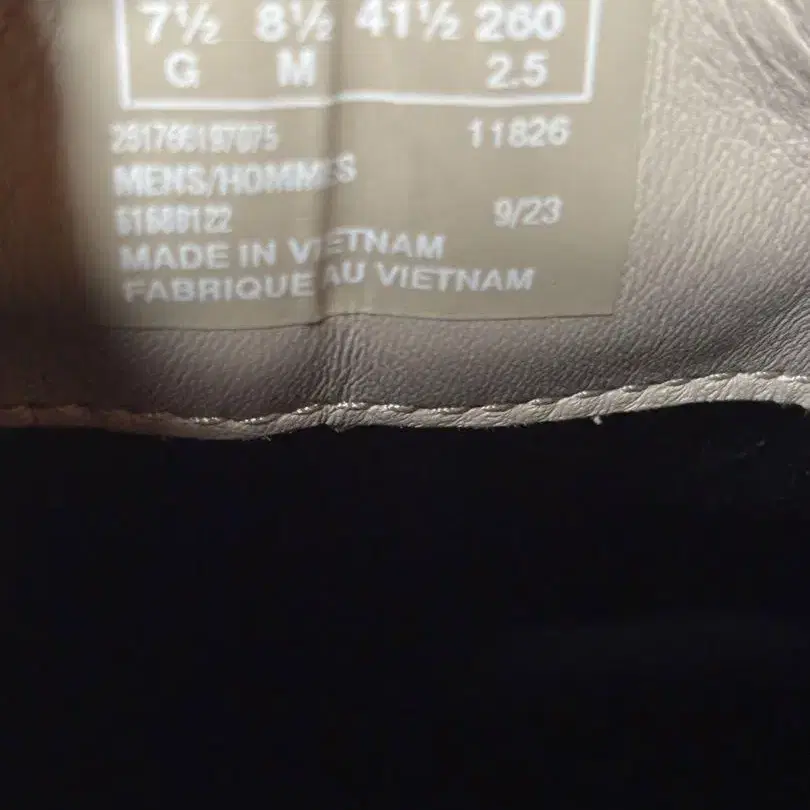 7½ 8½ 41½ 260
G M 2.5
11826
MENS/HOMMES
9/23
MADE IN VIETNAM
FABRIQUE AU VIETNAM